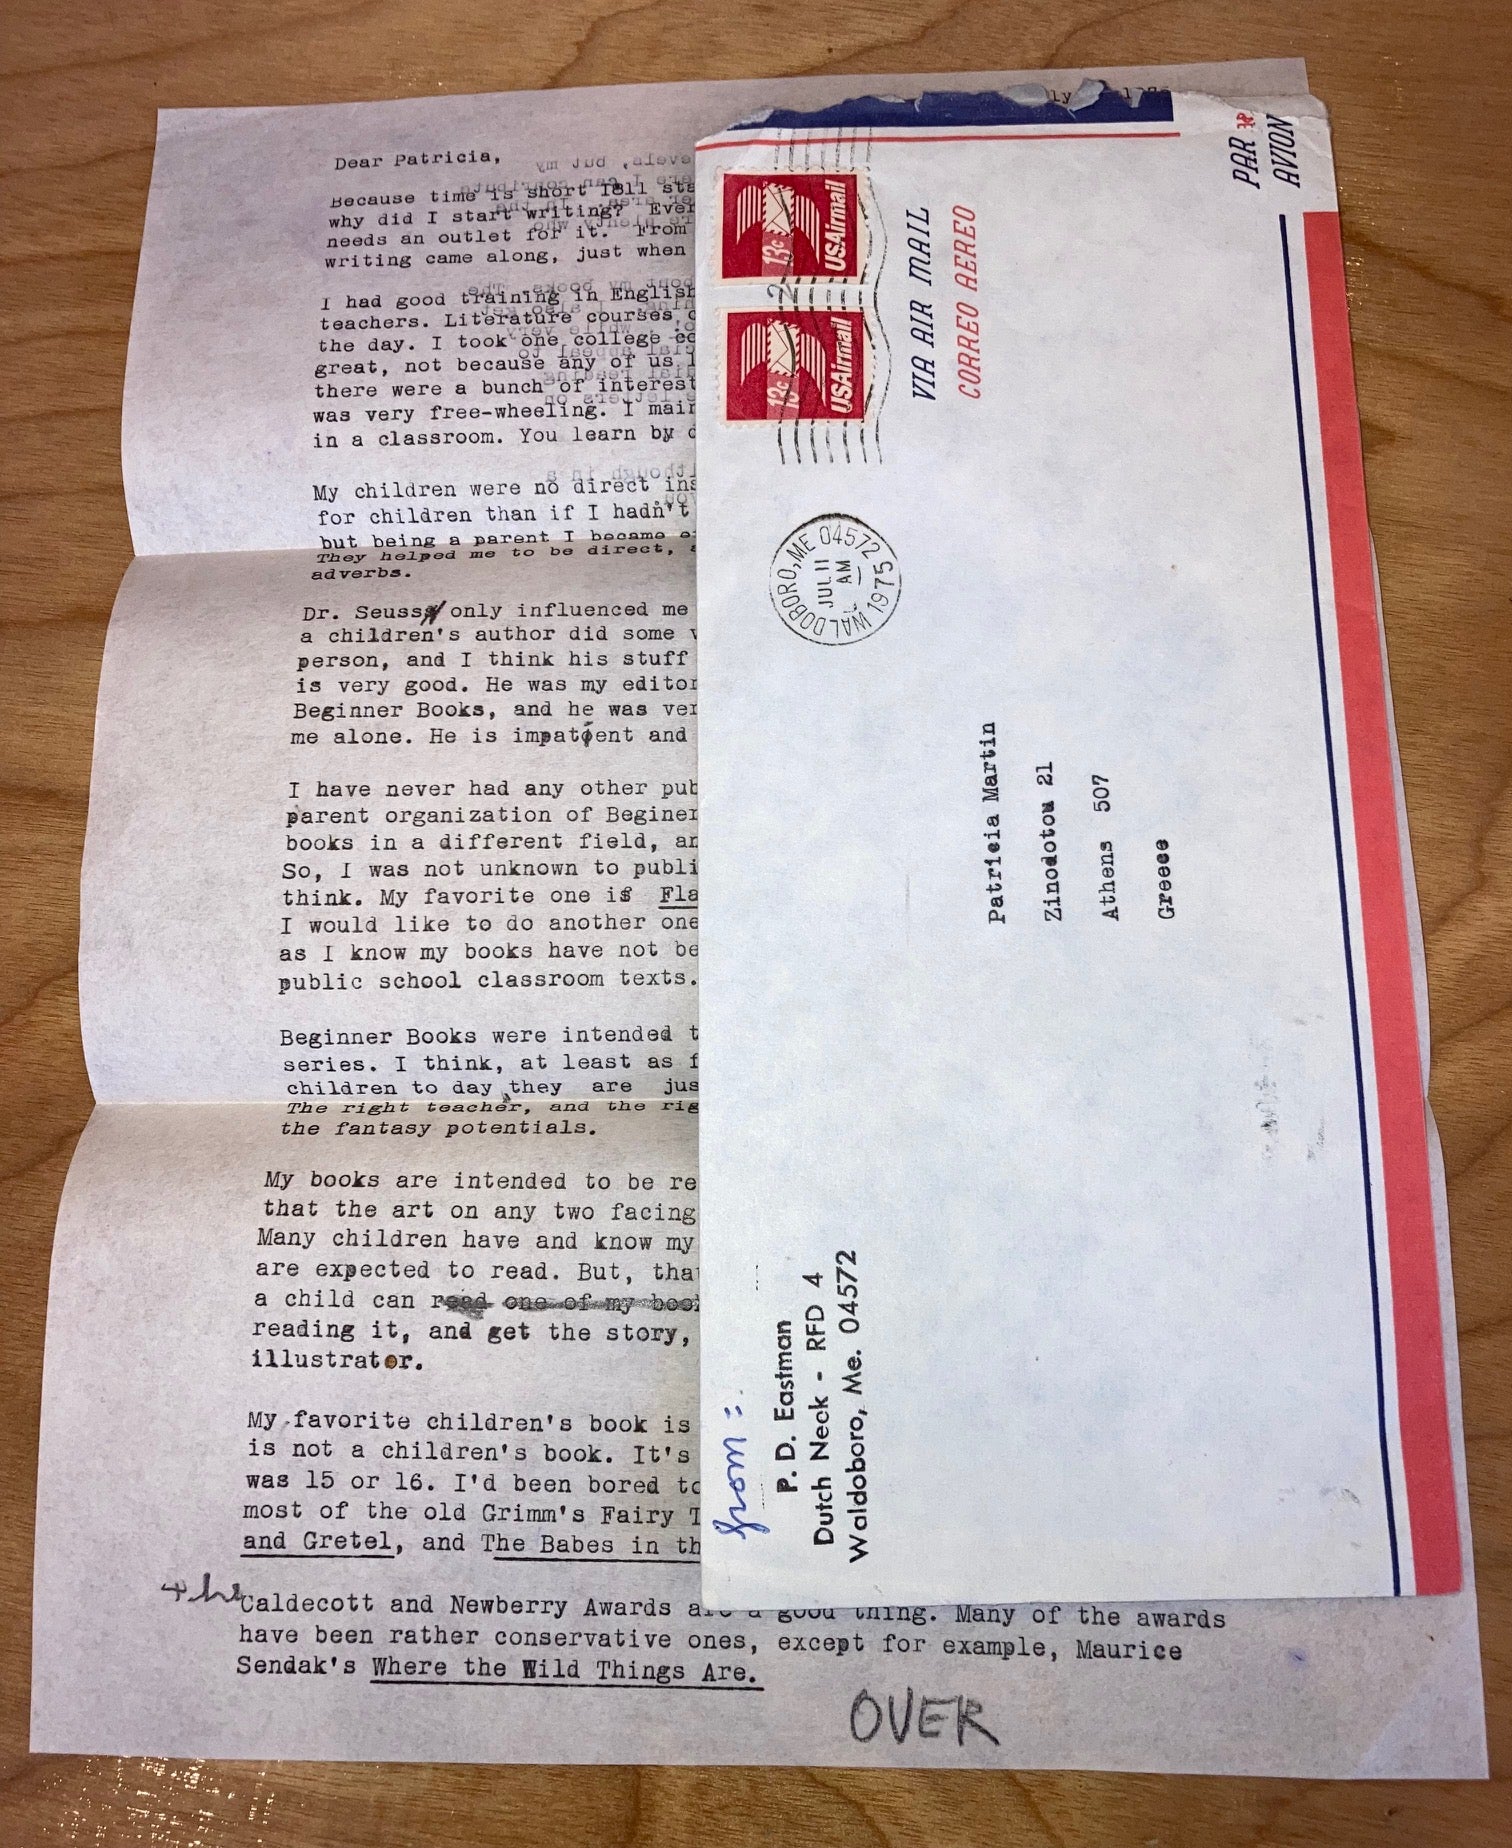 Dear Patricia,
Because time is short I8ll sta
why did I start writing? Ever
needs an outlet for it. From
writing came along, just when
I had good training in English
teachers. Literature courses
the day. I took one college co
great, not because any of us l
there were a bunch of interest
was very free-wheeling. I main
in a classroom. You learn by d
My children were no direct ins
for children than if I hadn't
but being a parent I became
They helped me to be direct,
adverbs.
Dr. Seuss only influenced me
a children's author did some
person, and I think his stuff
is very good. He was my editor
Beginner Books, and he was ver
me alone. He is impatient and
I have never had any other pub
parent organization of Beginer
books in a different field, an
So, I was not unknown to publi
think. My favorite one is Fla
I would like to do another one
as I know my books have not be
public school classroom texts.
Beginner Books were intended t
series. I think, at least as f
children to day, they are jus
The right teacher, and the rig
the fantasy potentials.
My books are intended to be re
that the art on any two facing
Many children have and know my
are expected to read. But, that
a child can read one of my book
reading it, and get the story,
illustrator.
My favorite children's book is
is not a children's book. It's
was 15 or 16. I'd been bored to
most of the old Grimm's Fairy T
and Gretel, and The Babes in th
the Caldecott and Newberry Awards are a good thing. Many of the awards
have been rather conservative ones, except for example, Maurice
Sendak's Where the Wild Things Are.
OVER
PAR
AVION
VIA AIR MAIL
CORREO AEREO
13c USAirmail
13c USAirmail
WALDOBORO, ME 04572
JUL 11
AM
1975
Patricia Martin
Zinodotou 21
Athens 507
Greece
from:
P. D. Eastman
Dutch Neck - RFD 4
Waldoboro, Me. 04572